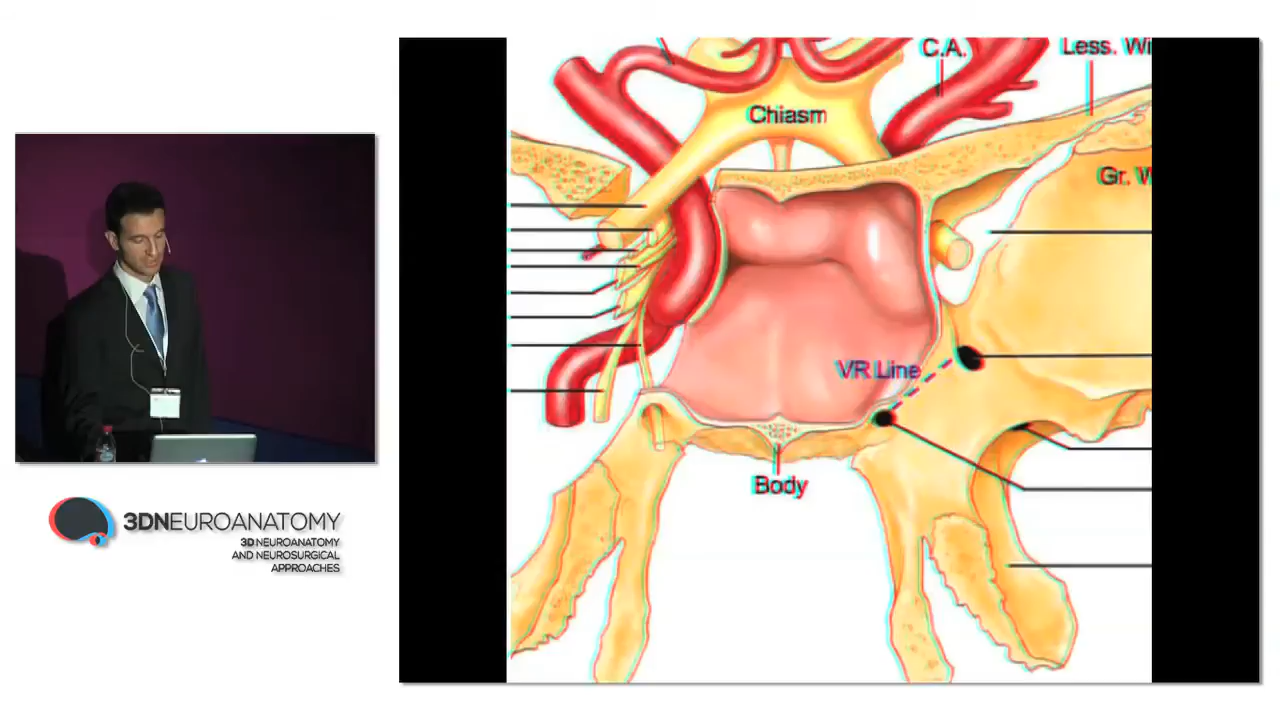 C.A.
Less. Wi
Chiasm
Gr. W
VR Line
Body
3DNEUROANATOMY
3D NEUROANATOMY
AND NEUROSURGICAL
APPROACHES